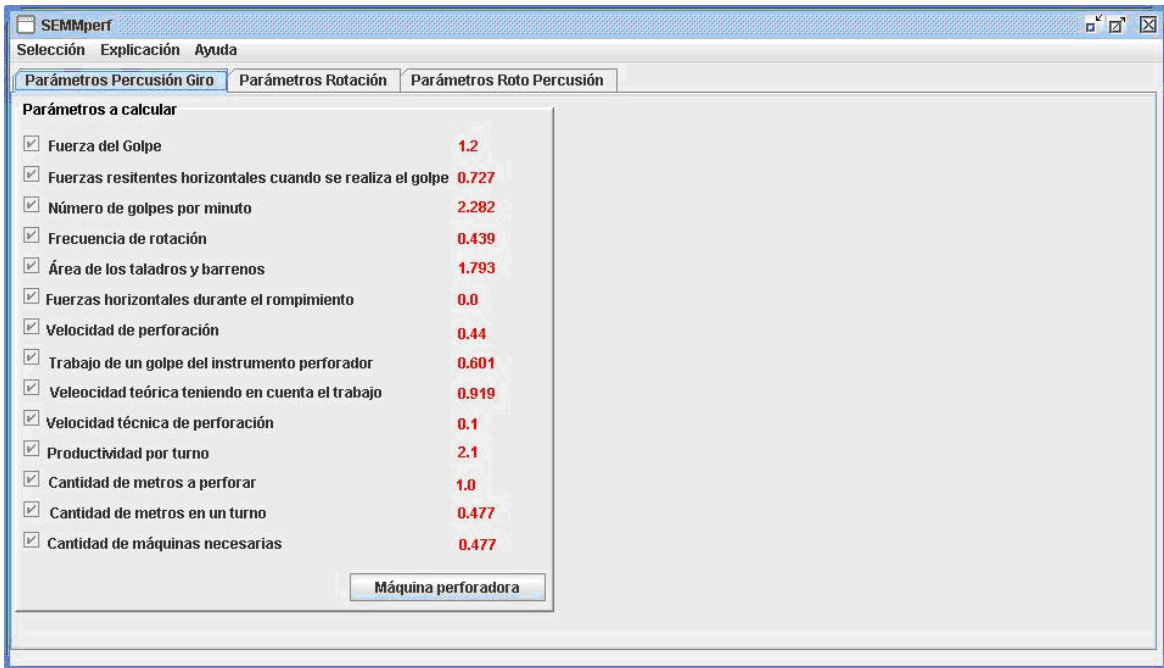 SEMMperf
Selección Explicación Ayuda
Parámetros Percusión Giro Parámetros Rotación Parámetros Roto Percusión
Parámetros a calcular
Fuerza del Golpe 1.2
Fuerzas resitentes horizontales cuando se realiza el golpe 0.727
Número de golpes por minuto 2.282
Frecuencia de rotación 0.439
Área de los taladros y barrenos 1.793
Fuerzas horizontales durante el rompimiento 0.0
Velocidad de perforación 0.44
Trabajo de un golpe del instrumento perforador 0.601
Veleocidad teórica teniendo en cuenta el trabajo 0.919
Velocidad técnica de perforación 0.1
Productividad por turno 2.1
Cantidad de metros a perforar 1.0
Cantidad de metros en un turno 0.477
Cantidad de máquinas necesarias 0.477
Máquina perforadora